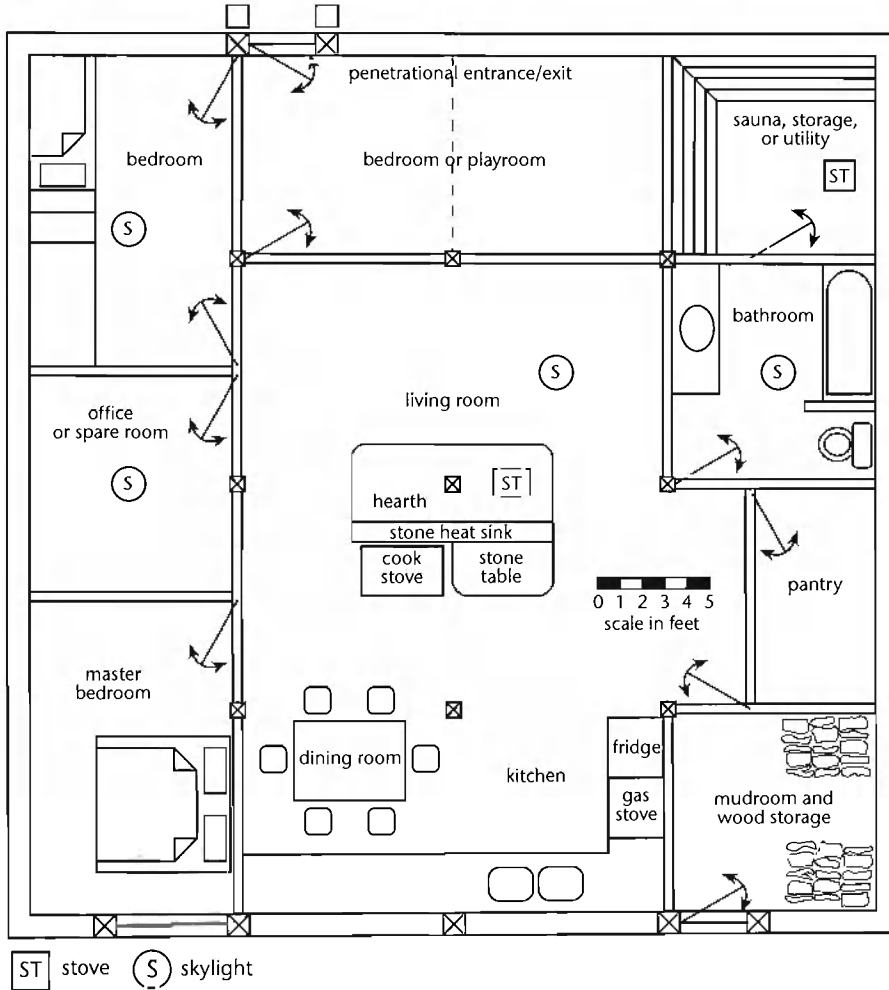 penetrational entrance/exit
bedroom
bedroom or playroom
sauna, storage,
or utility
ST
S
bathroom
S
S
living room
office
or spare room
S
hearth
ST
stone heat sink
cook
stove
stone
table
0 1 2 3 4 5
scale in feet
pantry
master
bedroom
dining room
kitchen
fridge
gas
stove
mudroom and
wood storage
ST stove S skylight